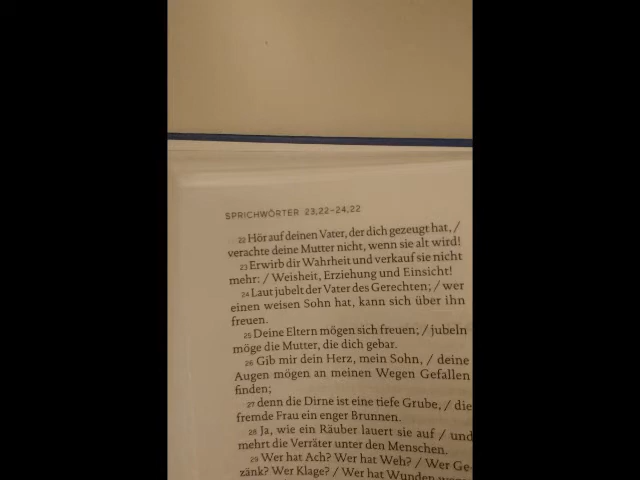 SPRICHWÖRTER 23,22–24,22
22 Hör auf deinen Vater, der dich gezeugt hat, /
verachte deine Mutter nicht, wenn sie alt wird!
23 Erwirb dir Wahrheit und verkauf sie nicht
mehr: / Weisheit, Erziehung und Einsicht!
24 Laut jubelt der Vater des Gerechten; / wer
einen weisen Sohn hat, kann sich über ihn
freuen.
25 Deine Eltern mögen sich freuen; / jubeln
möge die Mutter, die dich gebar.
26 Gib mir dein Herz, mein Sohn, / deine
Augen mögen an meinen Wegen Gefallen
finden;
27 denn die Dirne ist eine tiefe Grube, / die
fremde Frau ein enger Brunnen.
28 Ja, wie ein Räuber lauert sie auf / und
mehrt die Verräter unter den Menschen.
29 Wer hat Ach? Wer hat Weh? / Wer Ge-
zänk? Wer Klage? / Wer hat Wunden